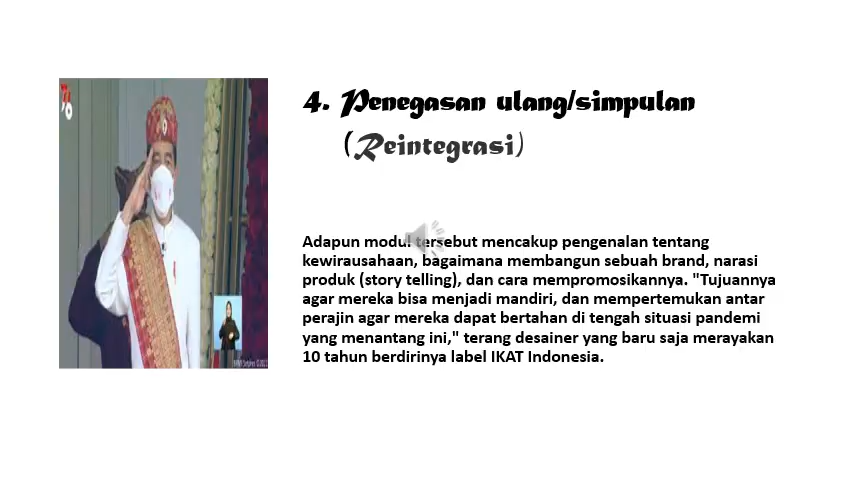 4. Penegasan ulang/simpulan
(Reintegrasi)
Adapun modul tersebut mencakup pengenalan tentang
kewirausahaan, bagaimana membangun sebuah brand, narasi
produk (story telling), dan cara mempromosikannya. "Tujuannya
agar mereka bisa menjadi mandiri, dan mempertemukan antar
perajin agar mereka dapat bertahan di tengah situasi pandemi
yang menantang ini," terang desainer yang baru saja merayakan
10 tahun berdirinya label IKAT Indonesia.